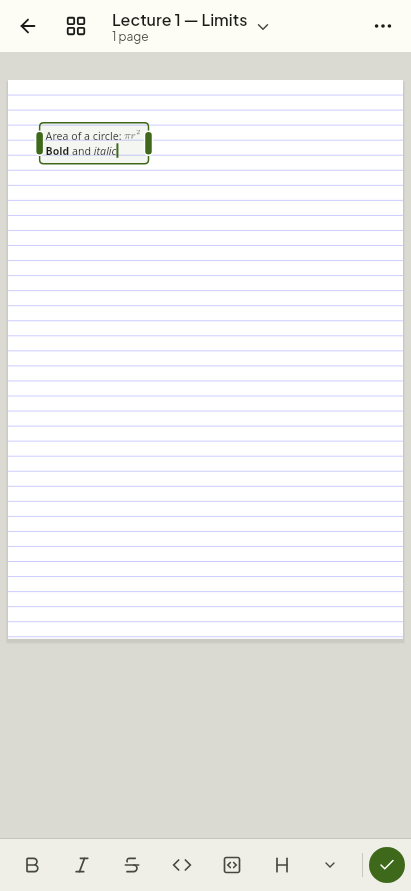 Lecture 1 — Limits
1 page
Area of a circle: πr²
Bold and italic